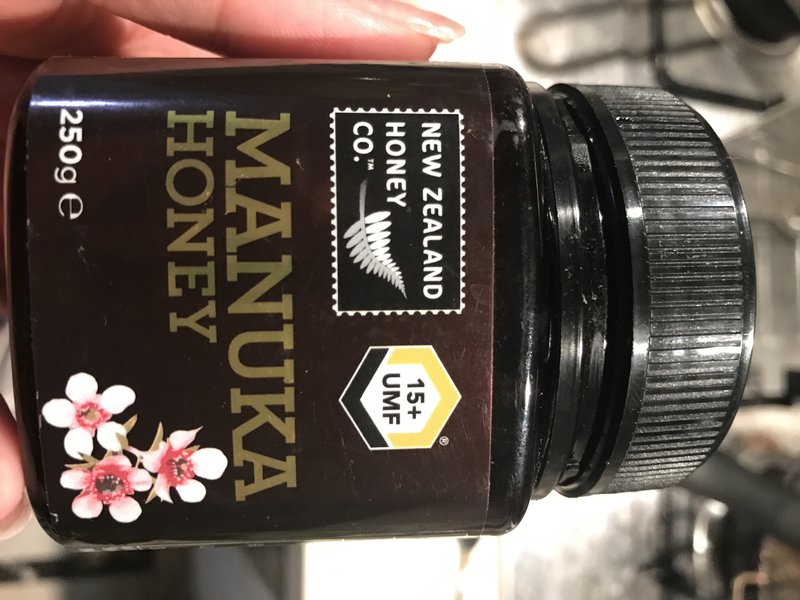 NEW ZEALAND
HONEY
CO.™
15+
UMF®
MANUKA
HONEY
250g e